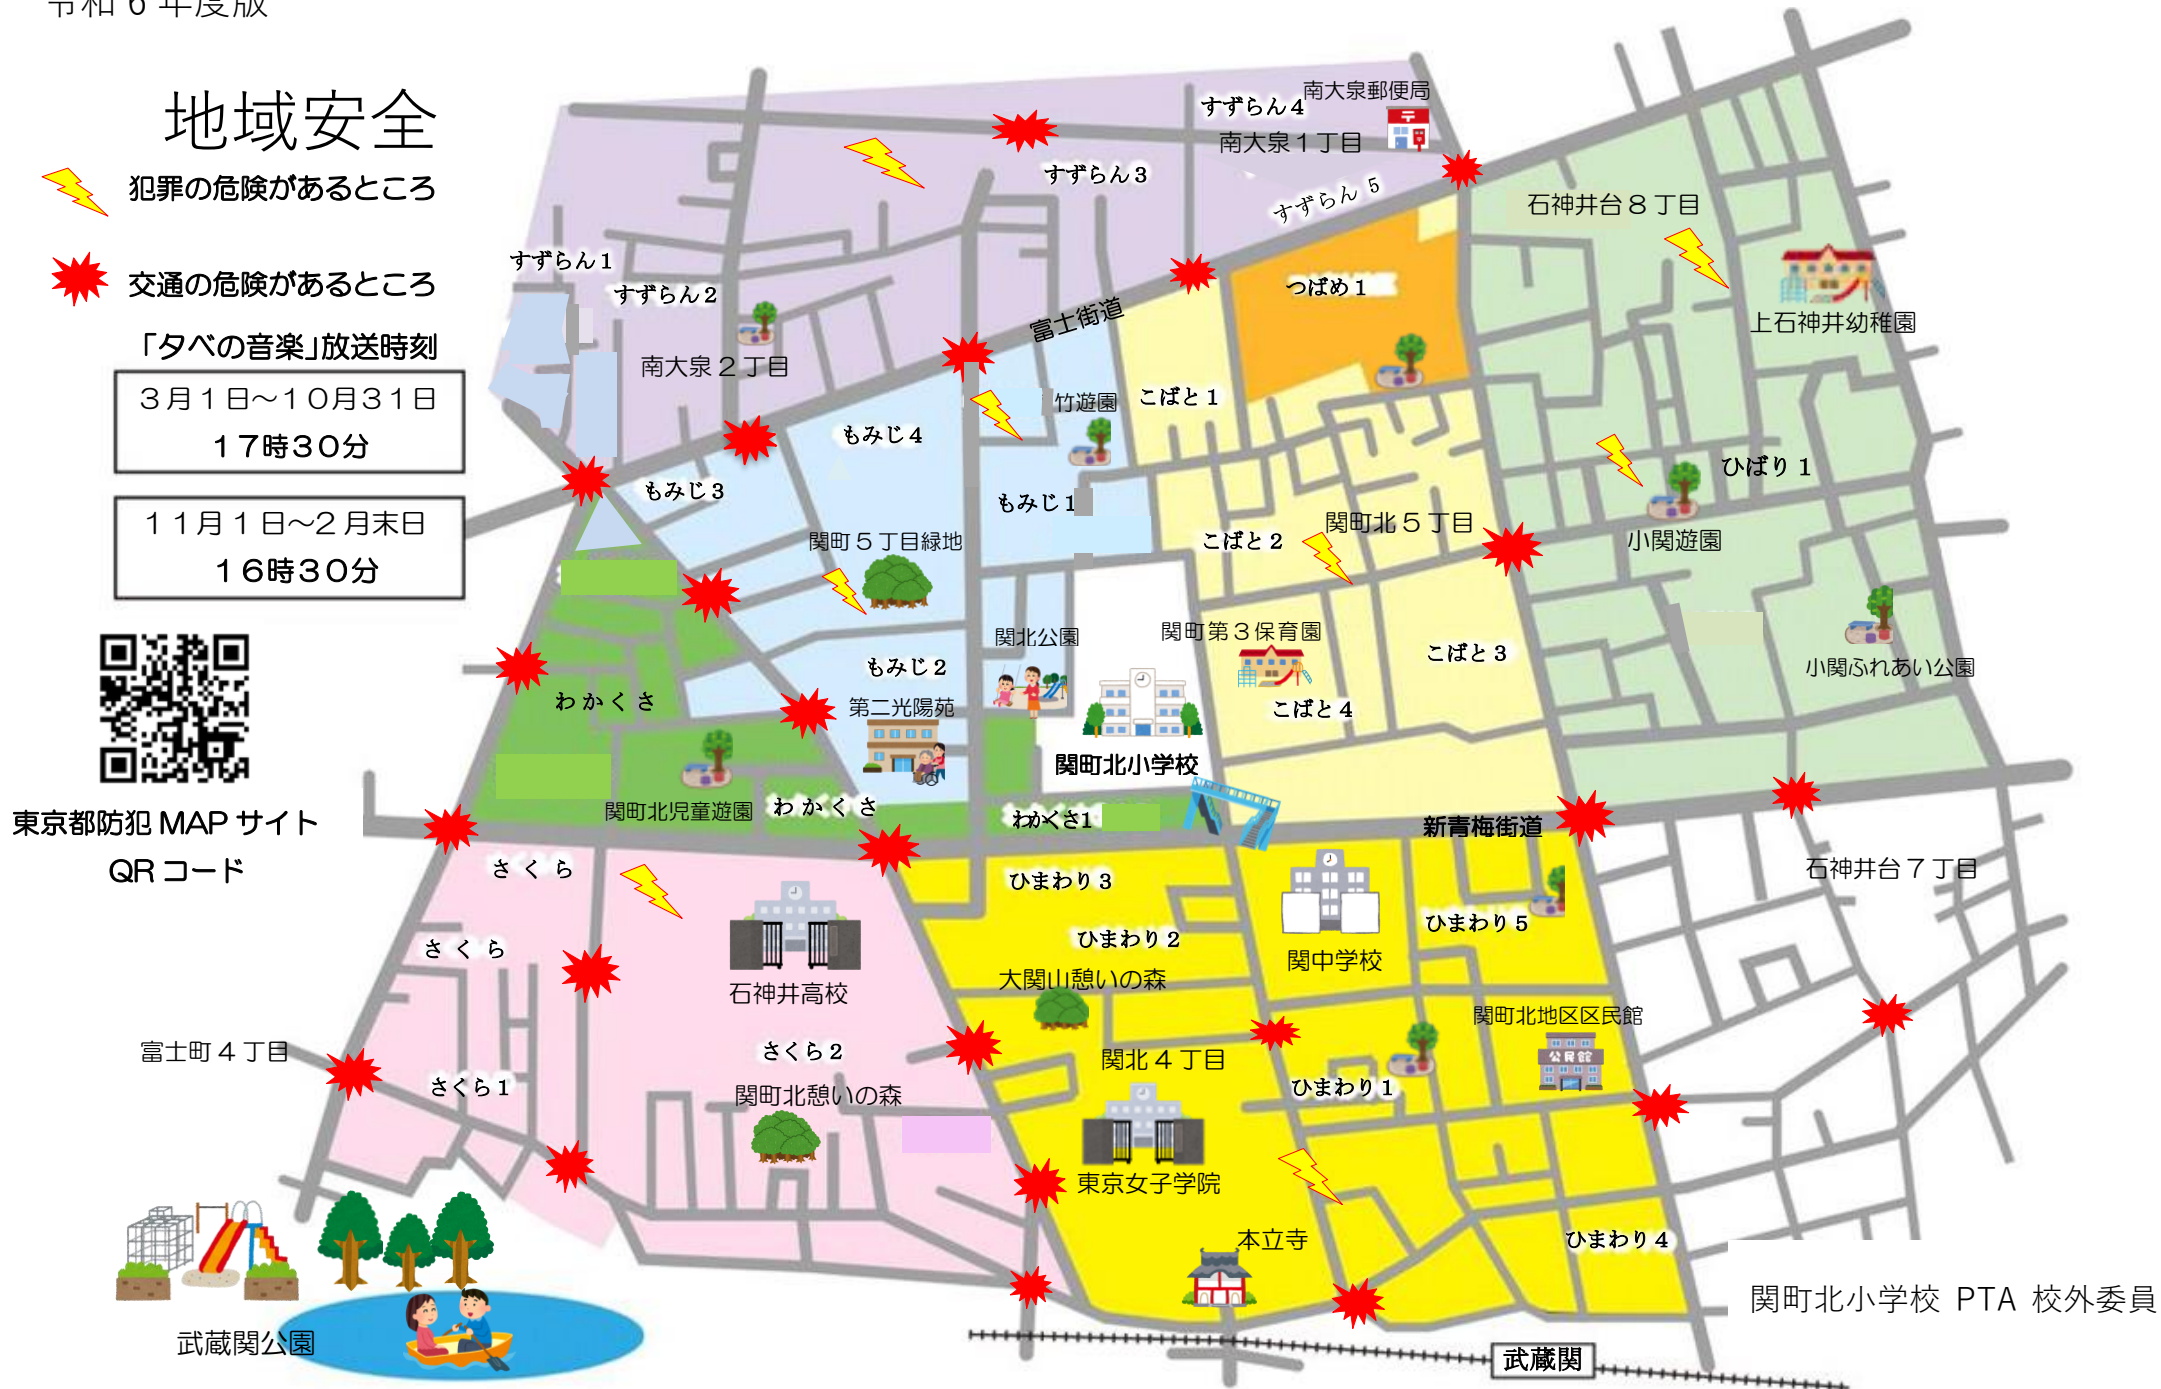 令和６年度版
地域安全
犯罪の危険があるところ
交通の危険があるところ
「夕べの音楽」放送時刻
３月１日～１０月３１日
１７時３０分
１１月１日～２月末日
１６時３０分
東京都防犯 MAP サイト
QR コード
南大泉郵便局
すずらん４
南大泉１丁目
すずらん３
すずらん ５
石神井台８丁目
すずらん１
すずらん２
つばめ１
富士街道
上石神井幼稚園
南大泉２丁目
竹遊園
こばと１
もみじ４
ひばり１
もみじ３
もみじ１
関町北５丁目
関町５丁目緑地
こばと２
小関遊園
関北公園
関町第３保育園
こばと３
もみじ２
小関ふれあい公園
わかくさ
第二光陽苑
こばと４
関町北小学校
関町北児童遊園
わかくさ
わかくさ1
新青梅街道
さくら
ひまわり３
石神井台７丁目
ひまわり５
さくら
ひまわり２
関中学校
大関山憩いの森
石神井高校
関町北地区区民館
公民館
富士町４丁目
さくら２
関北４丁目
さくら１
関町北憩いの森
ひまわり１
東京女子学院
本立寺
ひまわり４
関町北小学校 PTA 校外委員
武蔵関公園
武蔵関